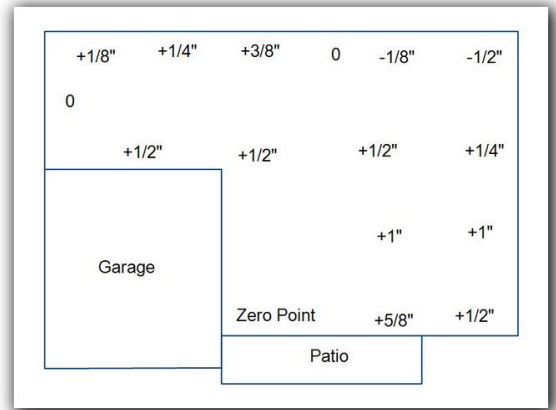 +1/8" +1/4" +3/8" 0 -1/8" -1/2"
0
+1/2" +1/2" +1/2" +1/4"
+1" +1"
Garage
Zero Point +5/8" +1/2"
Patio